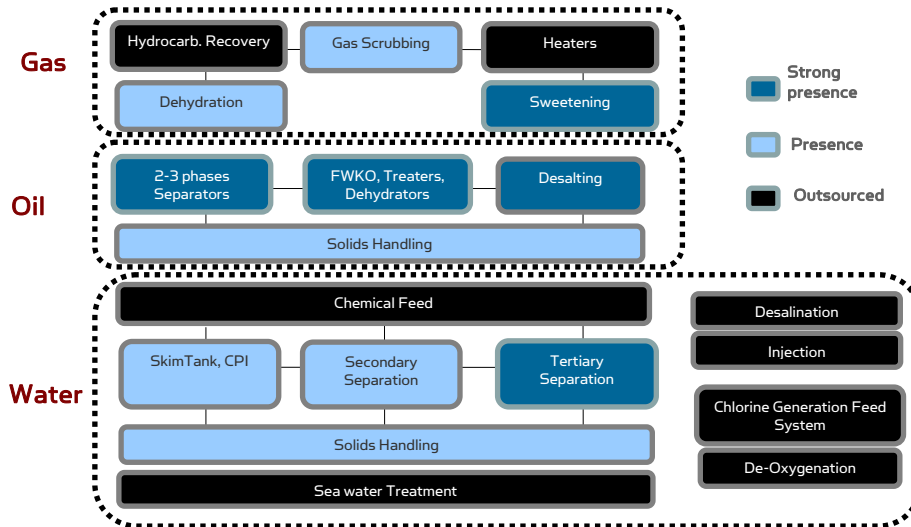 Gas
Hydrocarb. Recovery
Gas Scrubbing
Heaters
Dehydration
Sweetening
Strong
presence
Presence
Outsourced
Oil
2-3 phases
Separators
FWKO, Treaters,
Dehydrators
Desalting
Solids Handling
Water
Chemical Feed
SkimTank, CPI
Secondary
Separation
Tertiary
Separation
Solids Handling
Sea water Treatment
Desalination
Injection
Chlorine Generation Feed
System
De-Oxygenation